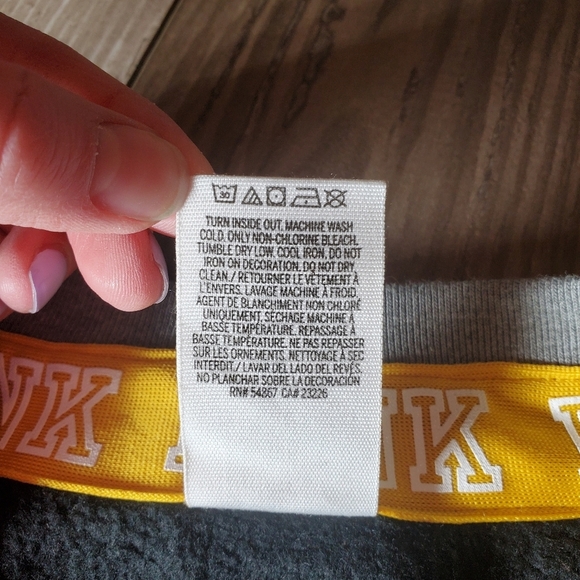 30
TURN INSIDE OUT. MACHINE WASH
COLD. ONLY NON-CHLORINE BLEACH.
TUMBLE DRY LOW. COOL IRON. DO NOT
IRON ON DECORATION. DO NOT DRY
CLEAN./ RETOURNER LE VÊTEMENT À
L'ENVERS. LAVAGE MACHINE À FROID.
AGENT DE BLANCHIMENT NON CHLORÉ
UNIQUEMENT. SÉCHAGE MACHINE À
BASSE TEMPÉRATURE. REPASSAGE À
BASSE TEMPÉRATURE. NE PAS REPASSER
SUR LES ORNEMENTS. NETTOYAGE À SEC
INTERDIT./ LAVAR DEL LADO DEL REVÉS.
NO PLANCHAR SOBRE LA DECORACIÓN
RN# 54867 CA# 23226
NK
NK